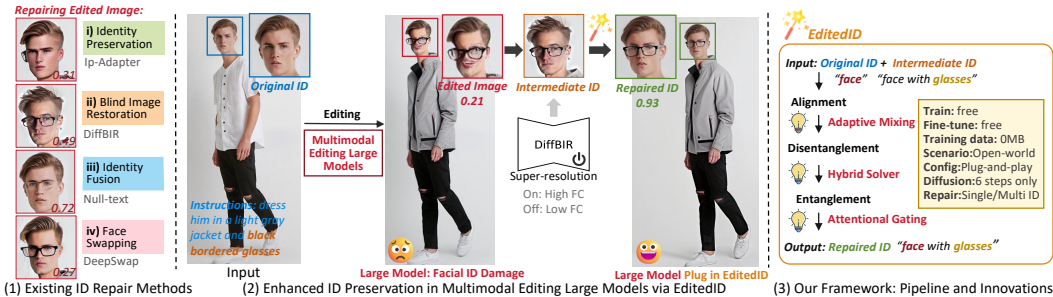 Repairing Edited Image:
i) Identity
Preservation
Ip-Adapter
0.31
ii) Blind Image
Restoration
DiffBIR
0.49
iii) Identity
Fusion
Null-text
0.72
iv) Face
Swapping
DeepSwap
0.27
(1) Existing ID Repair Methods
Original ID
Instructions: dress
him in a light gray
jacket and black
bordered glasses
Input
Editing
Multimodal
Editing Large
Models
Edited Image
0.21
Intermediate ID
Repaired ID
0.93
DiffBIR
Super-resolution
On: High FC
Off: Low FC
Large Model: Facial ID Damage
Large Model Plug in EditedID
(2) Enhanced ID Preservation in Multimodal Editing Large Models via EditedID
EditedID
Input: Original ID + Intermediate ID
“face” “face with glasses”
Alignment
Adaptive Mixing
Disentanglement
Hybrid Solver
Entanglement
Attentional Gating
Output: Repaired ID “face with glasses”
Train: free
Fine-tune: free
Training data: 0MB
Scenario:Open-world
Config:Plug-and-play
Diffusion:6 steps only
Repair:Single/Multi ID
(3) Our Framework: Pipeline and Innovations